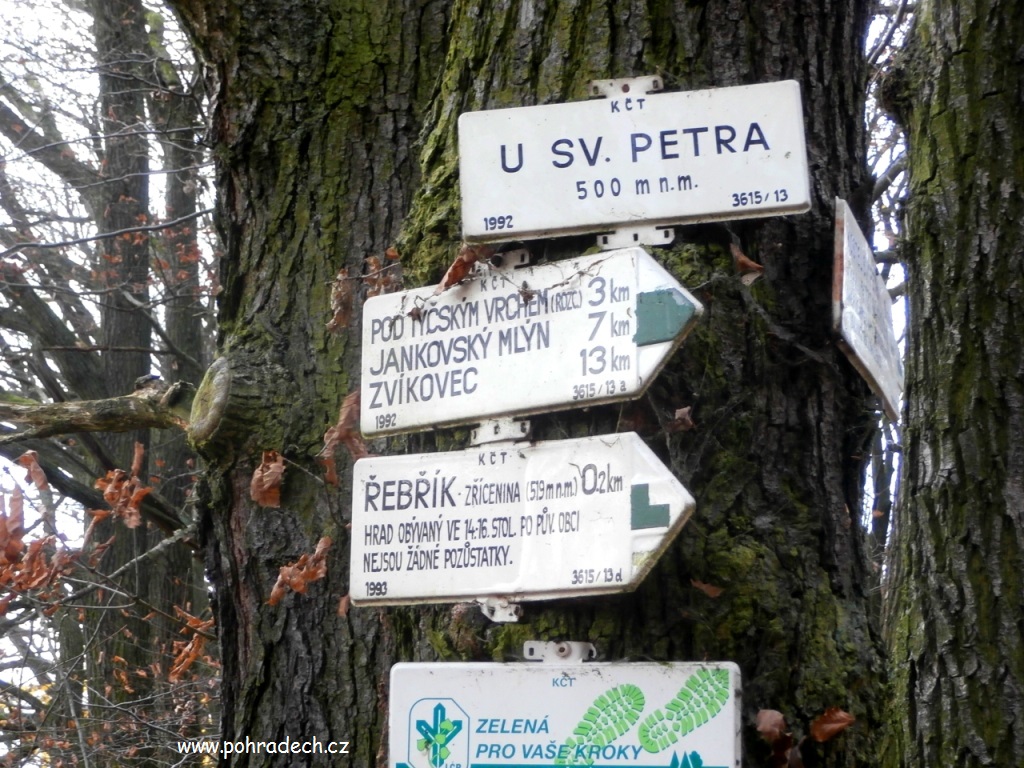 KČT
U SV. PETRA
500 m n.m.
1992 3615/13
KČT
POD TÝČSKÝM VRCHEM (ROZC.) 3 km
JANKOVSKÝ MLÝN 7 km
ZVÍKOVEC 13 km
1992 3615/13 a
KČT
ŘEBŘÍK - ZŘÍCENINA (519 m n.m.) 0.2 km
HRAD OBÝVANÝ VE 14.-16. STOL. PO PŮV. OBCI
NEJSOU ŽÁDNÉ POZŮSTATKY.
1993 3615/13 d
KČT
ZELENÁ
PRO VAŠE KROKY
www.pohradech.cz